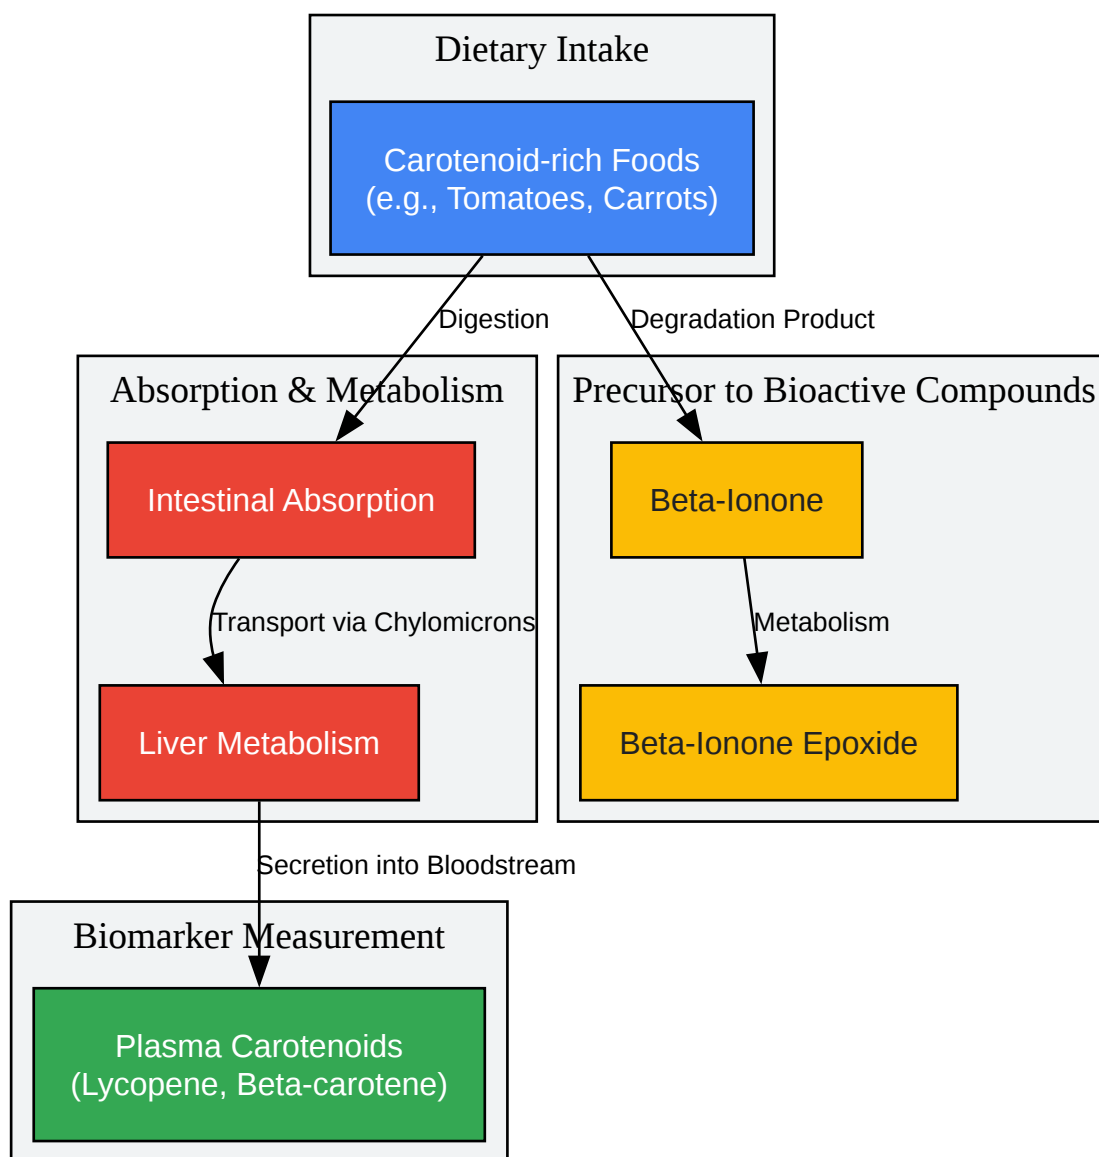 Dietary Intake
Carotenoid-rich Foods
(e.g., Tomatoes, Carrots)
Digestion
Degradation Product
Absorption & Metabolism
Precursor to Bioactive Compounds
Intestinal Absorption
Beta-Ionone
Transport via Chylomicrons
Metabolism
Liver Metabolism
Beta-Ionone Epoxide
Secretion into Bloodstream
Biomarker Measurement
Plasma Carotenoids
(Lycopene, Beta-carotene)